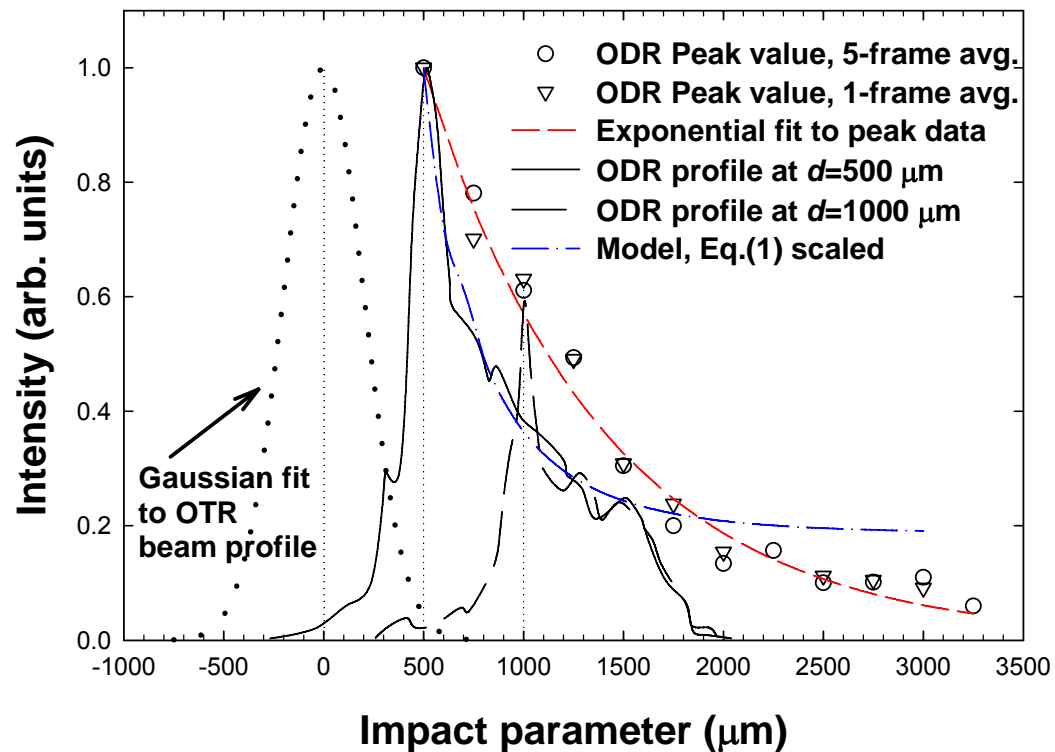 ODR Peak value, 5-frame avg.
ODR Peak value, 1-frame avg.
Exponential fit to peak data
ODR profile at d=500 μm
ODR profile at d=1000 μm
Model, Eq.(1) scaled
Intensity (arb. units)
1.0
0.8
0.6
0.4
0.2
0.0
Gaussian fit
to OTR
beam profile
-1000 -500 0 500 1000 1500 2000 2500 3000 3500
Impact parameter (μm)